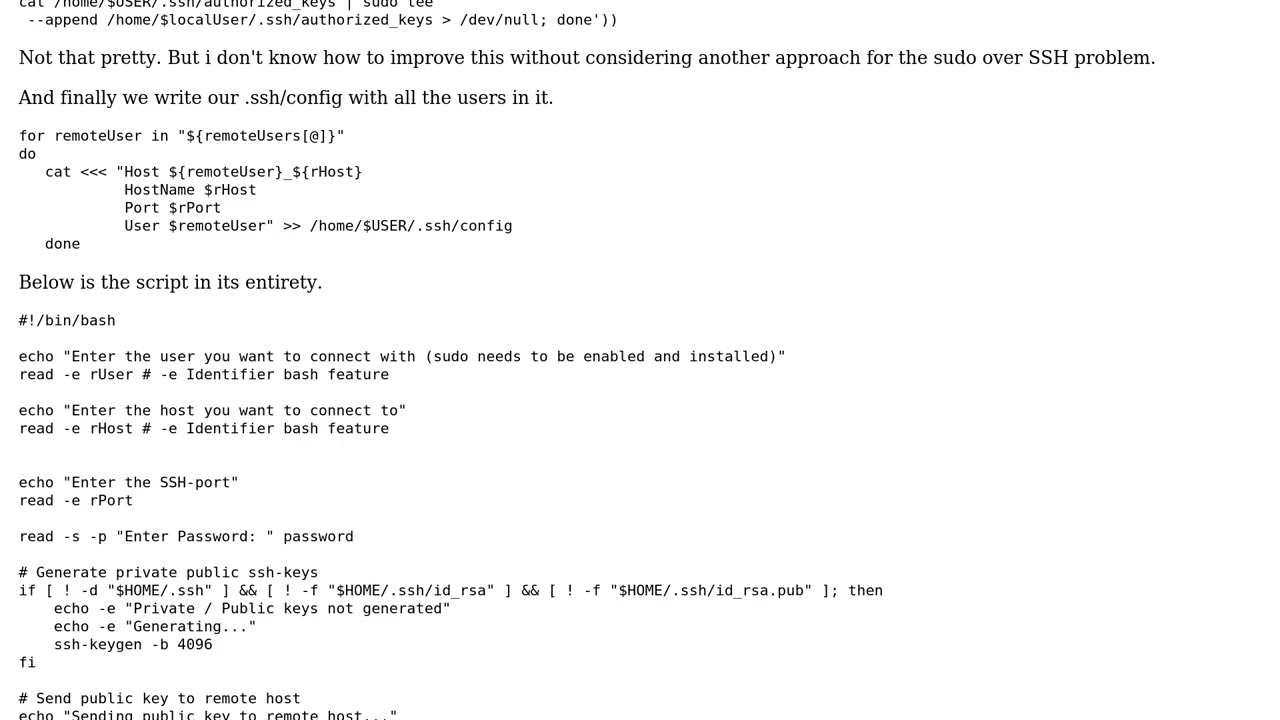 cat /home/$USER/.ssh/authorized_keys | sudo tee
--append /home/$localUser/.ssh/authorized_keys > /dev/null; done'))
Not that pretty. But i don't know how to improve this without considering another approach for the sudo over SSH problem.
And finally we write our .ssh/config with all the users in it.
for remoteUser in "${remoteUsers[@]}"
do
cat <<< "Host ${remoteUser}_${rHost}
HostName $rHost
Port $rPort
User $remoteUser" >> /home/$USER/.ssh/config
done
Below is the script in its entirety.
#!/bin/bash
echo "Enter the user you want to connect with (sudo needs to be enabled and installed)"
read -e rUser # -e Identifier bash feature
echo "Enter the host you want to connect to"
read -e rHost # -e Identifier bash feature
echo "Enter the SSH-port"
read -e rPort
read -s -p "Enter Password: " password
# Generate private public ssh-keys
if [ ! -d "$HOME/.ssh" ] && [ ! -f "$HOME/.ssh/id_rsa" ] && [ ! -f "$HOME/.ssh/id_rsa.pub" ]; then
echo -e "Private / Public keys not generated"
echo -e "Generating..."
ssh-keygen -b 4096
fi
# Send public key to remote host
echo "Sending public key to remote host..."